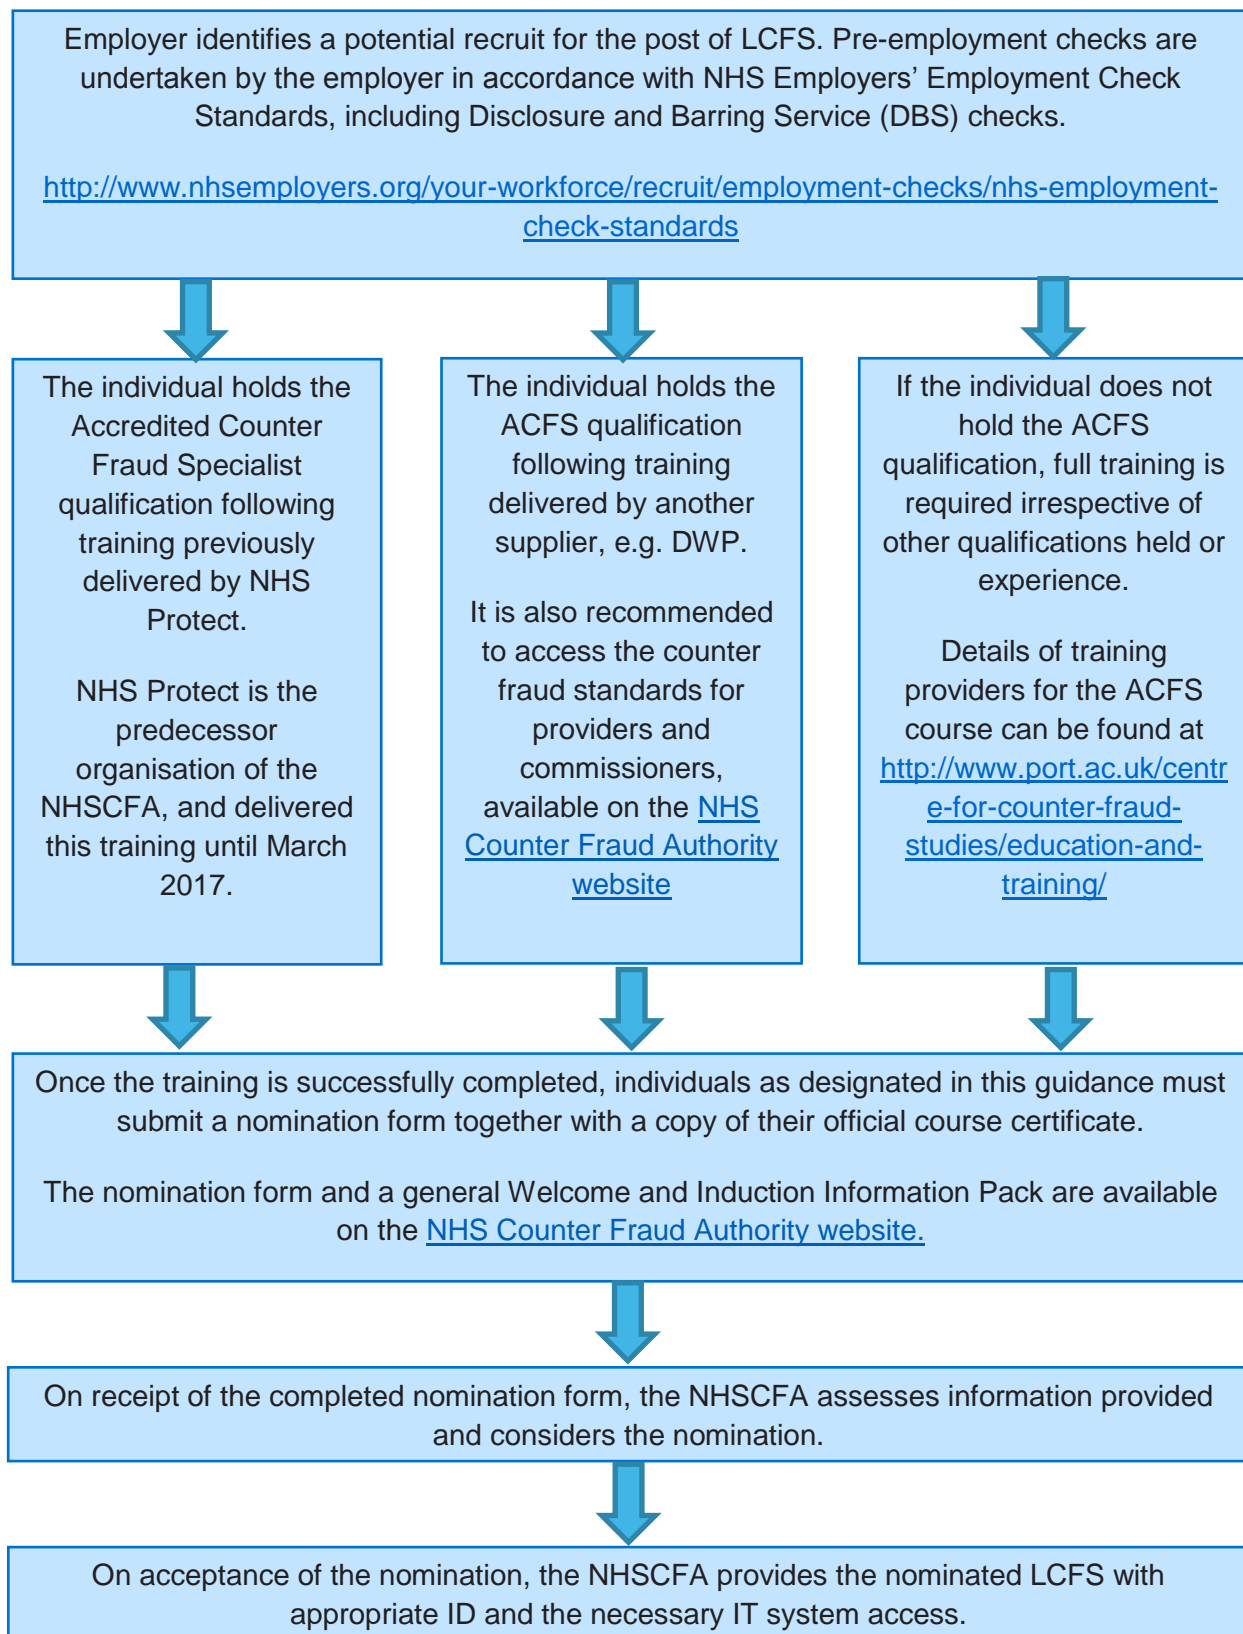 Employer identifies a potential recruit for the post of LCFS. Pre-employment checks are
undertaken by the employer in accordance with NHS Employers’ Employment Check
Standards, including Disclosure and Barring Service (DBS) checks.
http://www.nhsemployers.org/your-workforce/recruit/employment-checks/nhs-employment-
check-standards
The individual holds the
Accredited Counter
Fraud Specialist
qualification following
training previously
delivered by NHS
Protect.
NHS Protect is the
predecessor
organisation of the
NHSCFA, and delivered
this training until March
2017.
The individual holds the
ACFS qualification
following training
delivered by another
supplier, e.g. DWP.
It is also recommended
to access the counter
fraud standards for
providers and
commissioners,
available on the NHS
Counter Fraud Authority
website
If the individual does not
hold the ACFS
qualification, full training is
required irrespective of
other qualifications held or
experience.
Details of training
providers for the ACFS
course can be found at
http://www.port.ac.uk/centr
e-for-counter-fraud-
studies/education-and-
training/
Once the training is successfully completed, individuals as designated in this guidance must
submit a nomination form together with a copy of their official course certificate.
The nomination form and a general Welcome and Induction Information Pack are available
on the NHS Counter Fraud Authority website.
On receipt of the completed nomination form, the NHSCFA assesses information provided
and considers the nomination.
On acceptance of the nomination, the NHSCFA provides the nominated LCFS with
appropriate ID and the necessary IT system access.